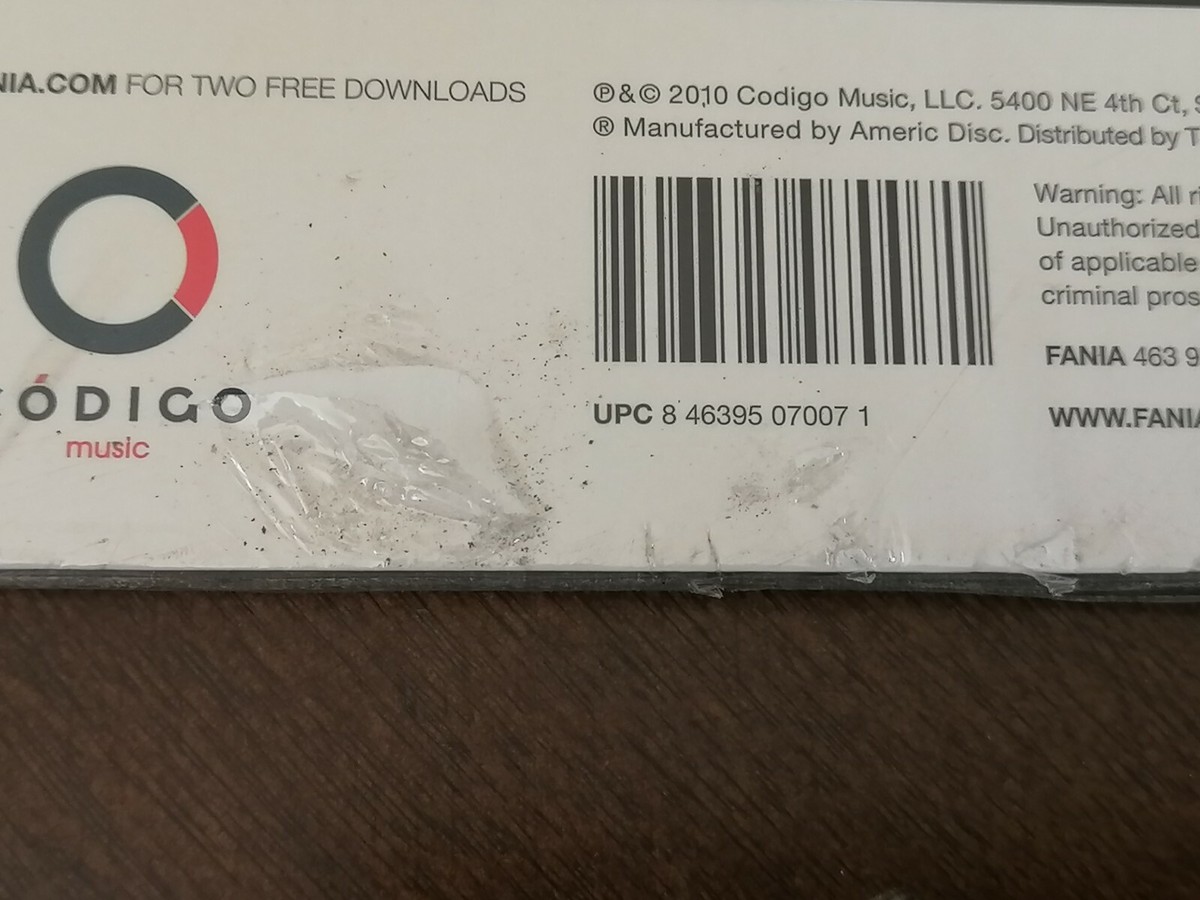 NIA.COM FOR TWO FREE DOWNLOADS
CÓDIGO
music
℗&© 2010 Codigo Music, LLC. 5400 NE 4th Ct,
® Manufactured by Americ Disc. Distributed by
UPC 8 46395 07007 1
Warning: All
Unauthorized
of applicable
criminal
FANIA 463 9
WWW.FANIA